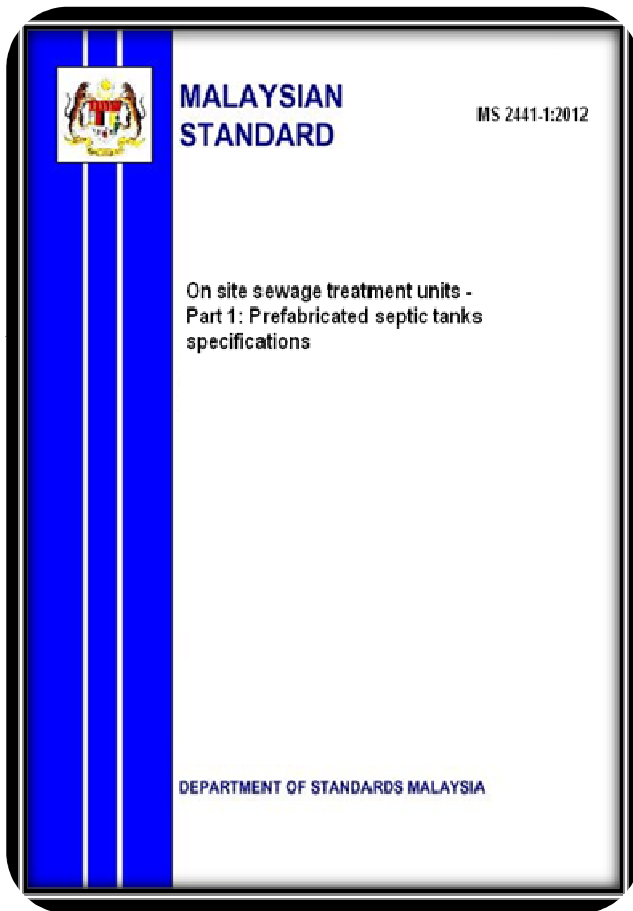 MALAYSIAN
STANDARD
MS 2441-1:2012
On site sewage treatment units -
Part 1: Prefabricated septic tanks
specifications
DEPARTMENT OF STANDARDS MALAYSIA